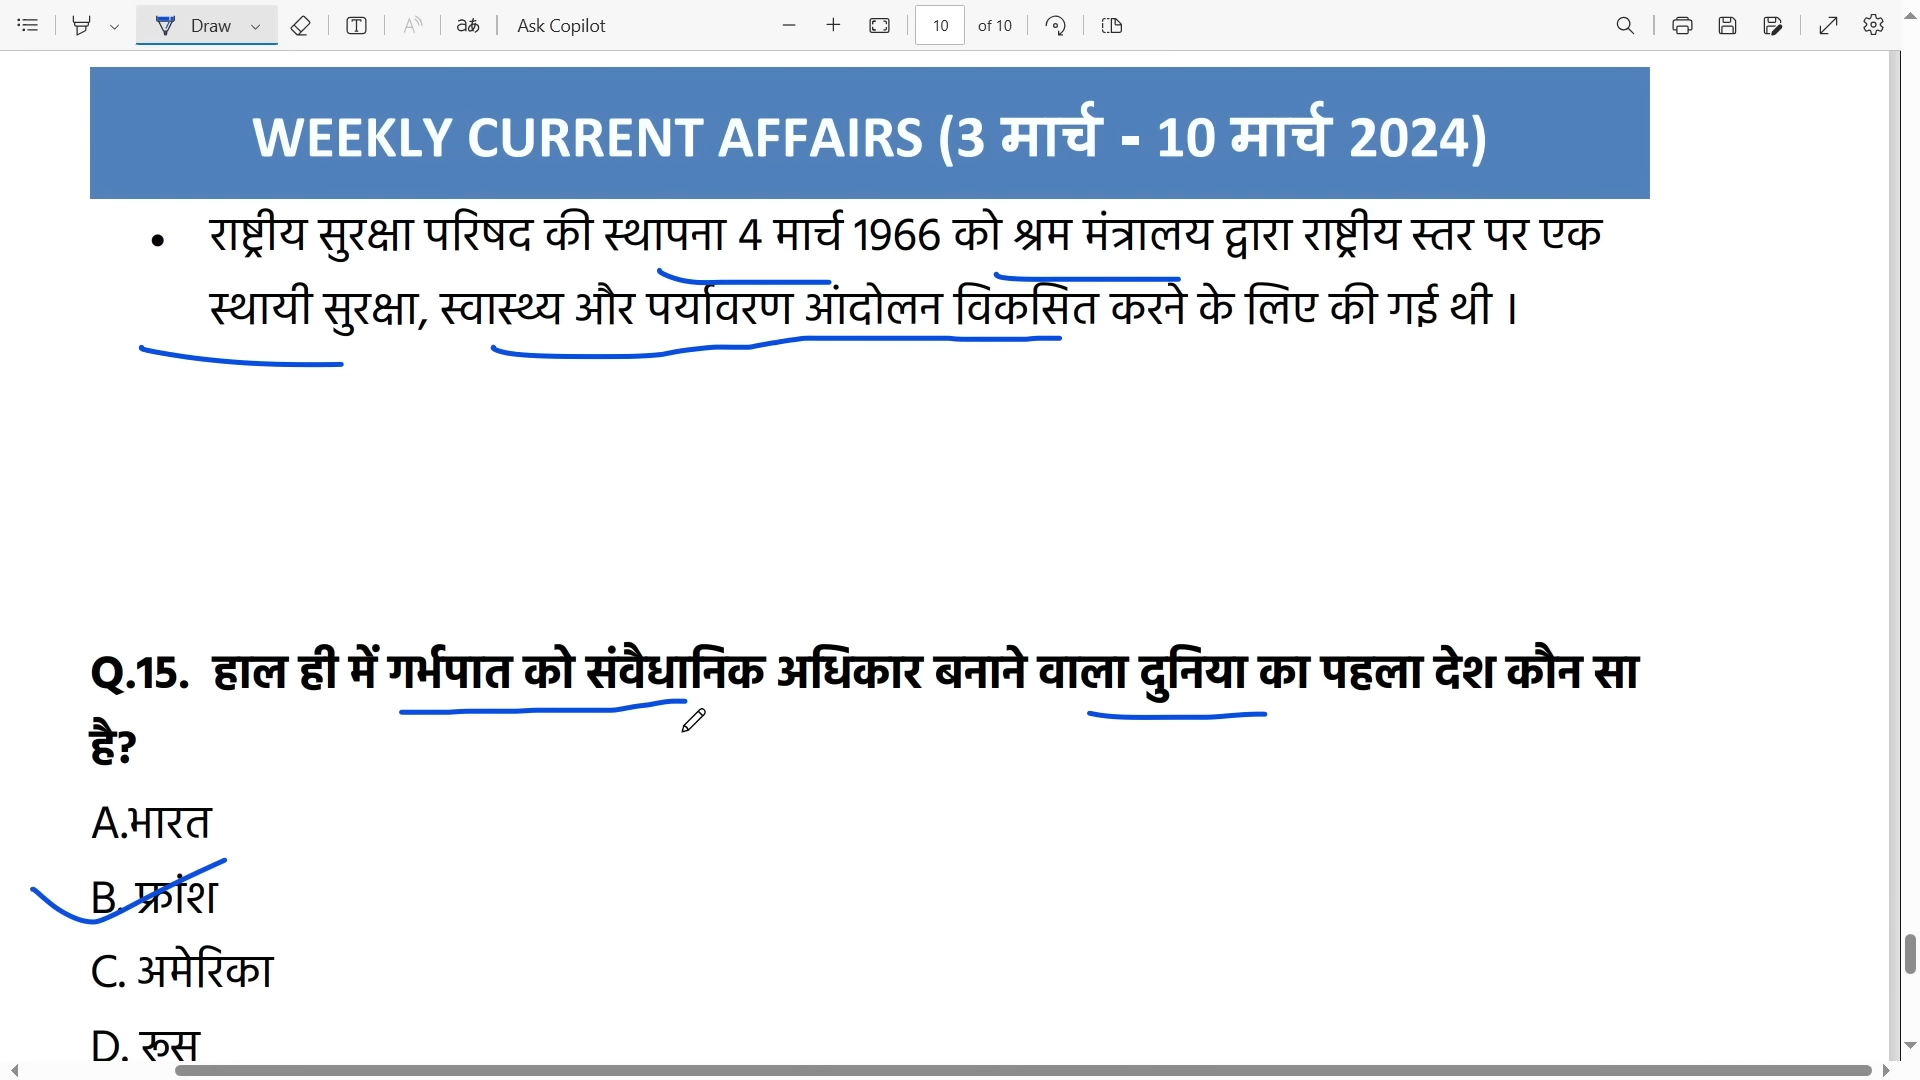 Draw
Ask Copilot
10 of 10
WEEKLY CURRENT AFFAIRS (3 मार्च - 10 मार्च 2024)
• राष्ट्रीय सुरक्षा परिषद की स्थापना 4 मार्च 1966 को श्रम मंत्रालय द्वारा राष्ट्रीय स्तर पर एक
स्थायी सुरक्षा, स्वास्थ्य और पर्यावरण आंदोलन विकसित करने के लिए की गई थी ।
Q.15. हाल ही में गर्भपात को संवैधानिक अधिकार बनाने वाला दुनिया का पहला देश कौन सा
है?
A.भारत
B. फ्रांश
C. अमेरिका
D. रूस